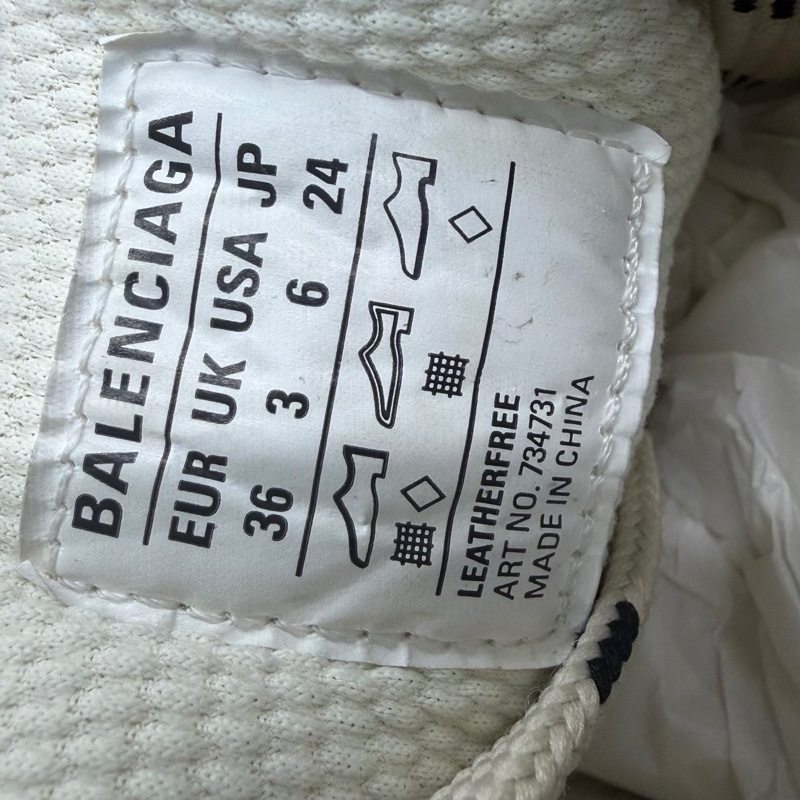 BALENCIAGA
EUR UK USA JP
36 3 6 24
LEATHERFREE
ART NO. 734731
MADE IN CHINA